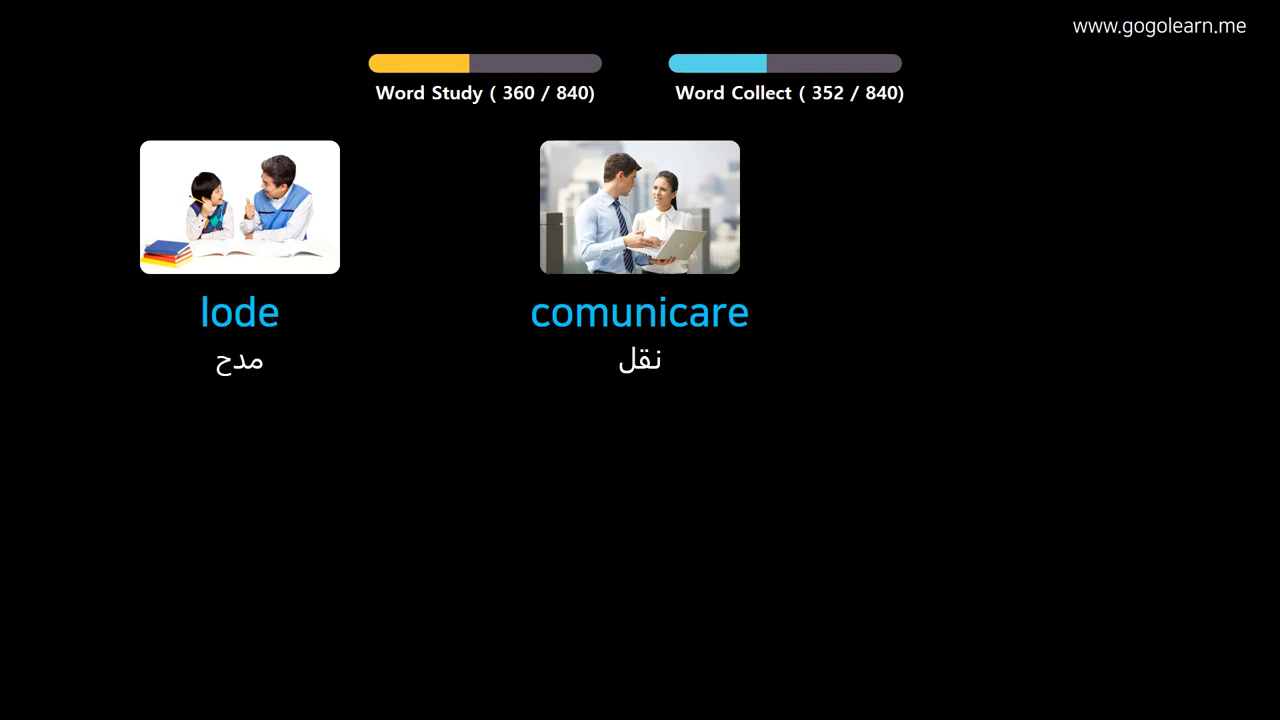 www.gogolearn.me
Word Study ( 360 / 840)
Word Collect ( 352 / 840)
lode
comunicare
مدح
نقل